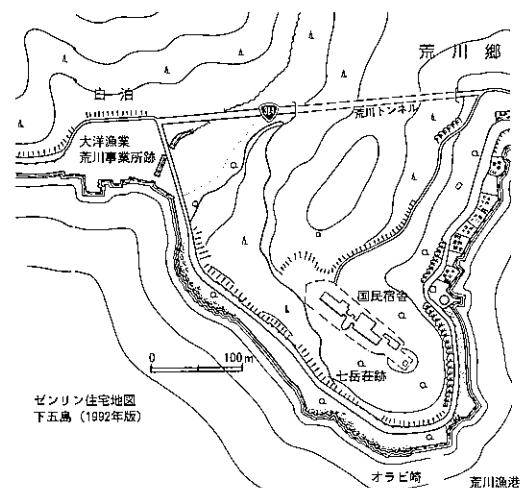 荒川郷
白泊
荒川トンネル
大洋漁業
荒川事業所跡
国民宿舎
七岳荘跡
0 100m
ゼンリン住宅地図
下五島(1992年版)
オラビ崎
荒川漁港